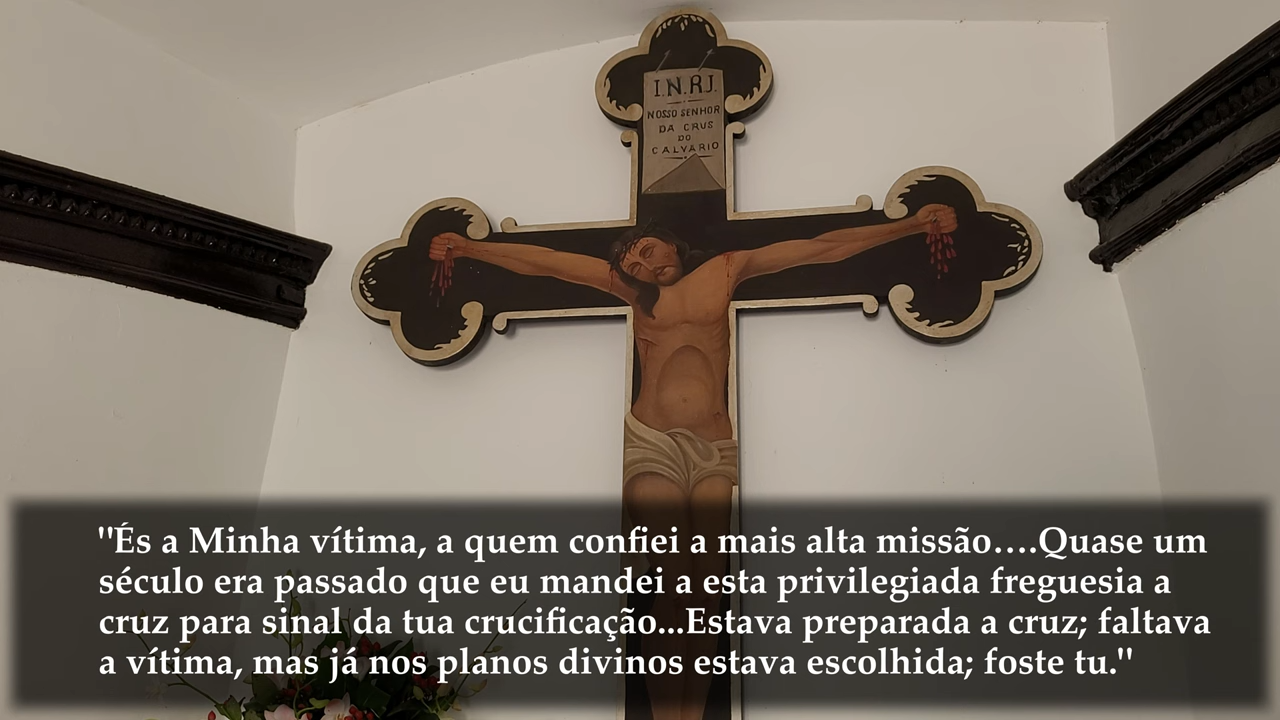 I.N.R.I.
NOSSO SENHOR
DA CRUS
DO
CALVARIO
"És a Minha vítima, a quem confiei a mais alta missão….Quase um
século era passado que eu mandei a esta privilegiada freguesia a
cruz para sinal da tua crucificação...Estava preparada a cruz; faltava
a vítima, mas já nos planos divinos estava escolhida; foste tu."